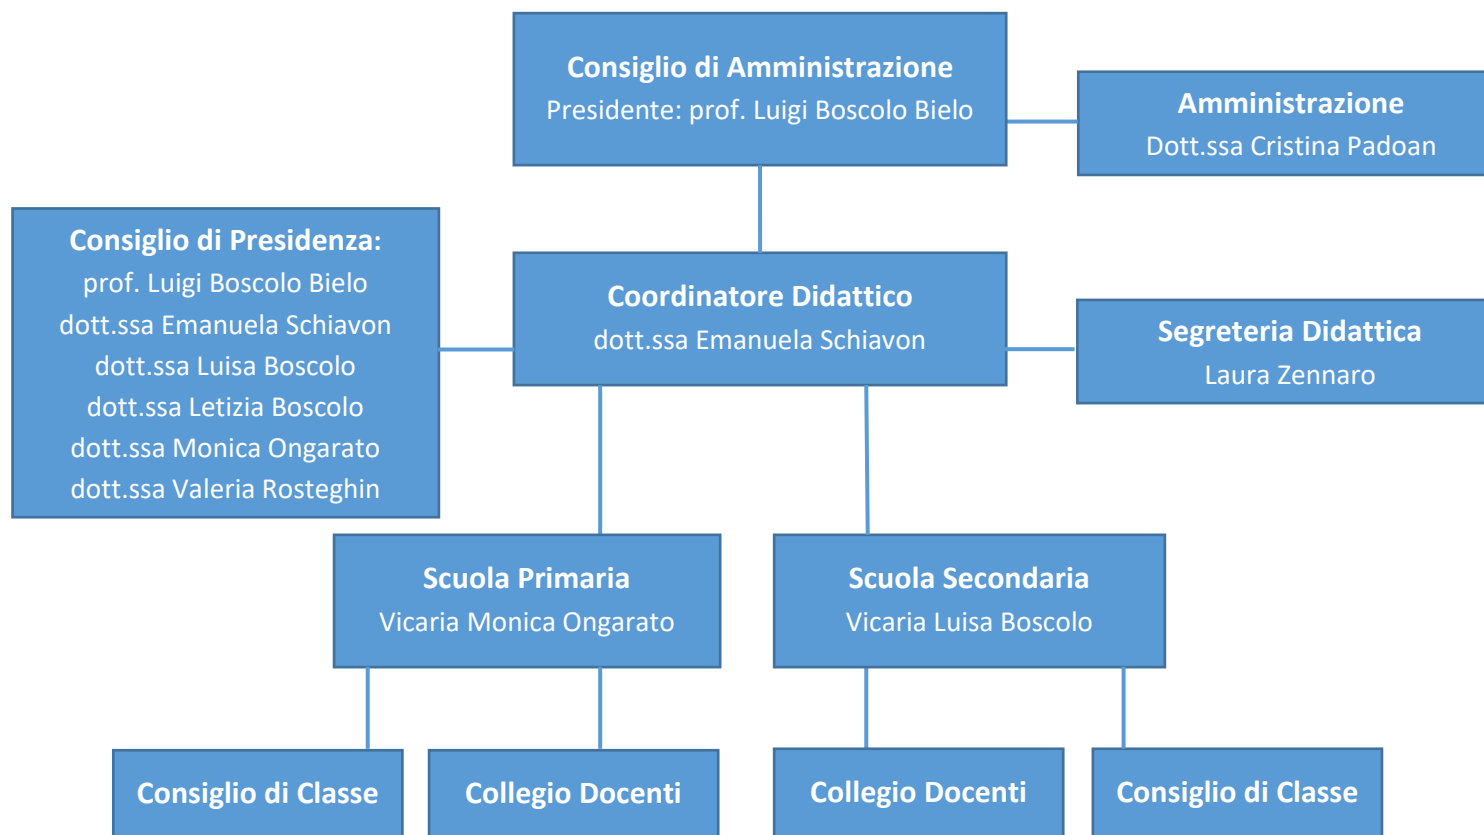 Consiglio di Amministrazione
Presidente: prof. Luigi Boscolo Bielo
Amministrazione
Dott.ssa Cristina Padoan
Consiglio di Presidenza:
prof. Luigi Boscolo Bielo
dott.ssa Emanuela Schiavon
dott.ssa Luisa Boscolo
dott.ssa Letizia Boscolo
dott.ssa Monica Ongarato
dott.ssa Valeria Rosteghin
Coordinatore Didattico
dott.ssa Emanuela Schiavon
Segreteria Didattica
Laura Zennaro
Scuola Primaria
Vicaria Monica Ongarato
Scuola Secondaria
Vicaria Luisa Boscolo
Consiglio di Classe
Collegio Docenti
Collegio Docenti
Consiglio di Classe